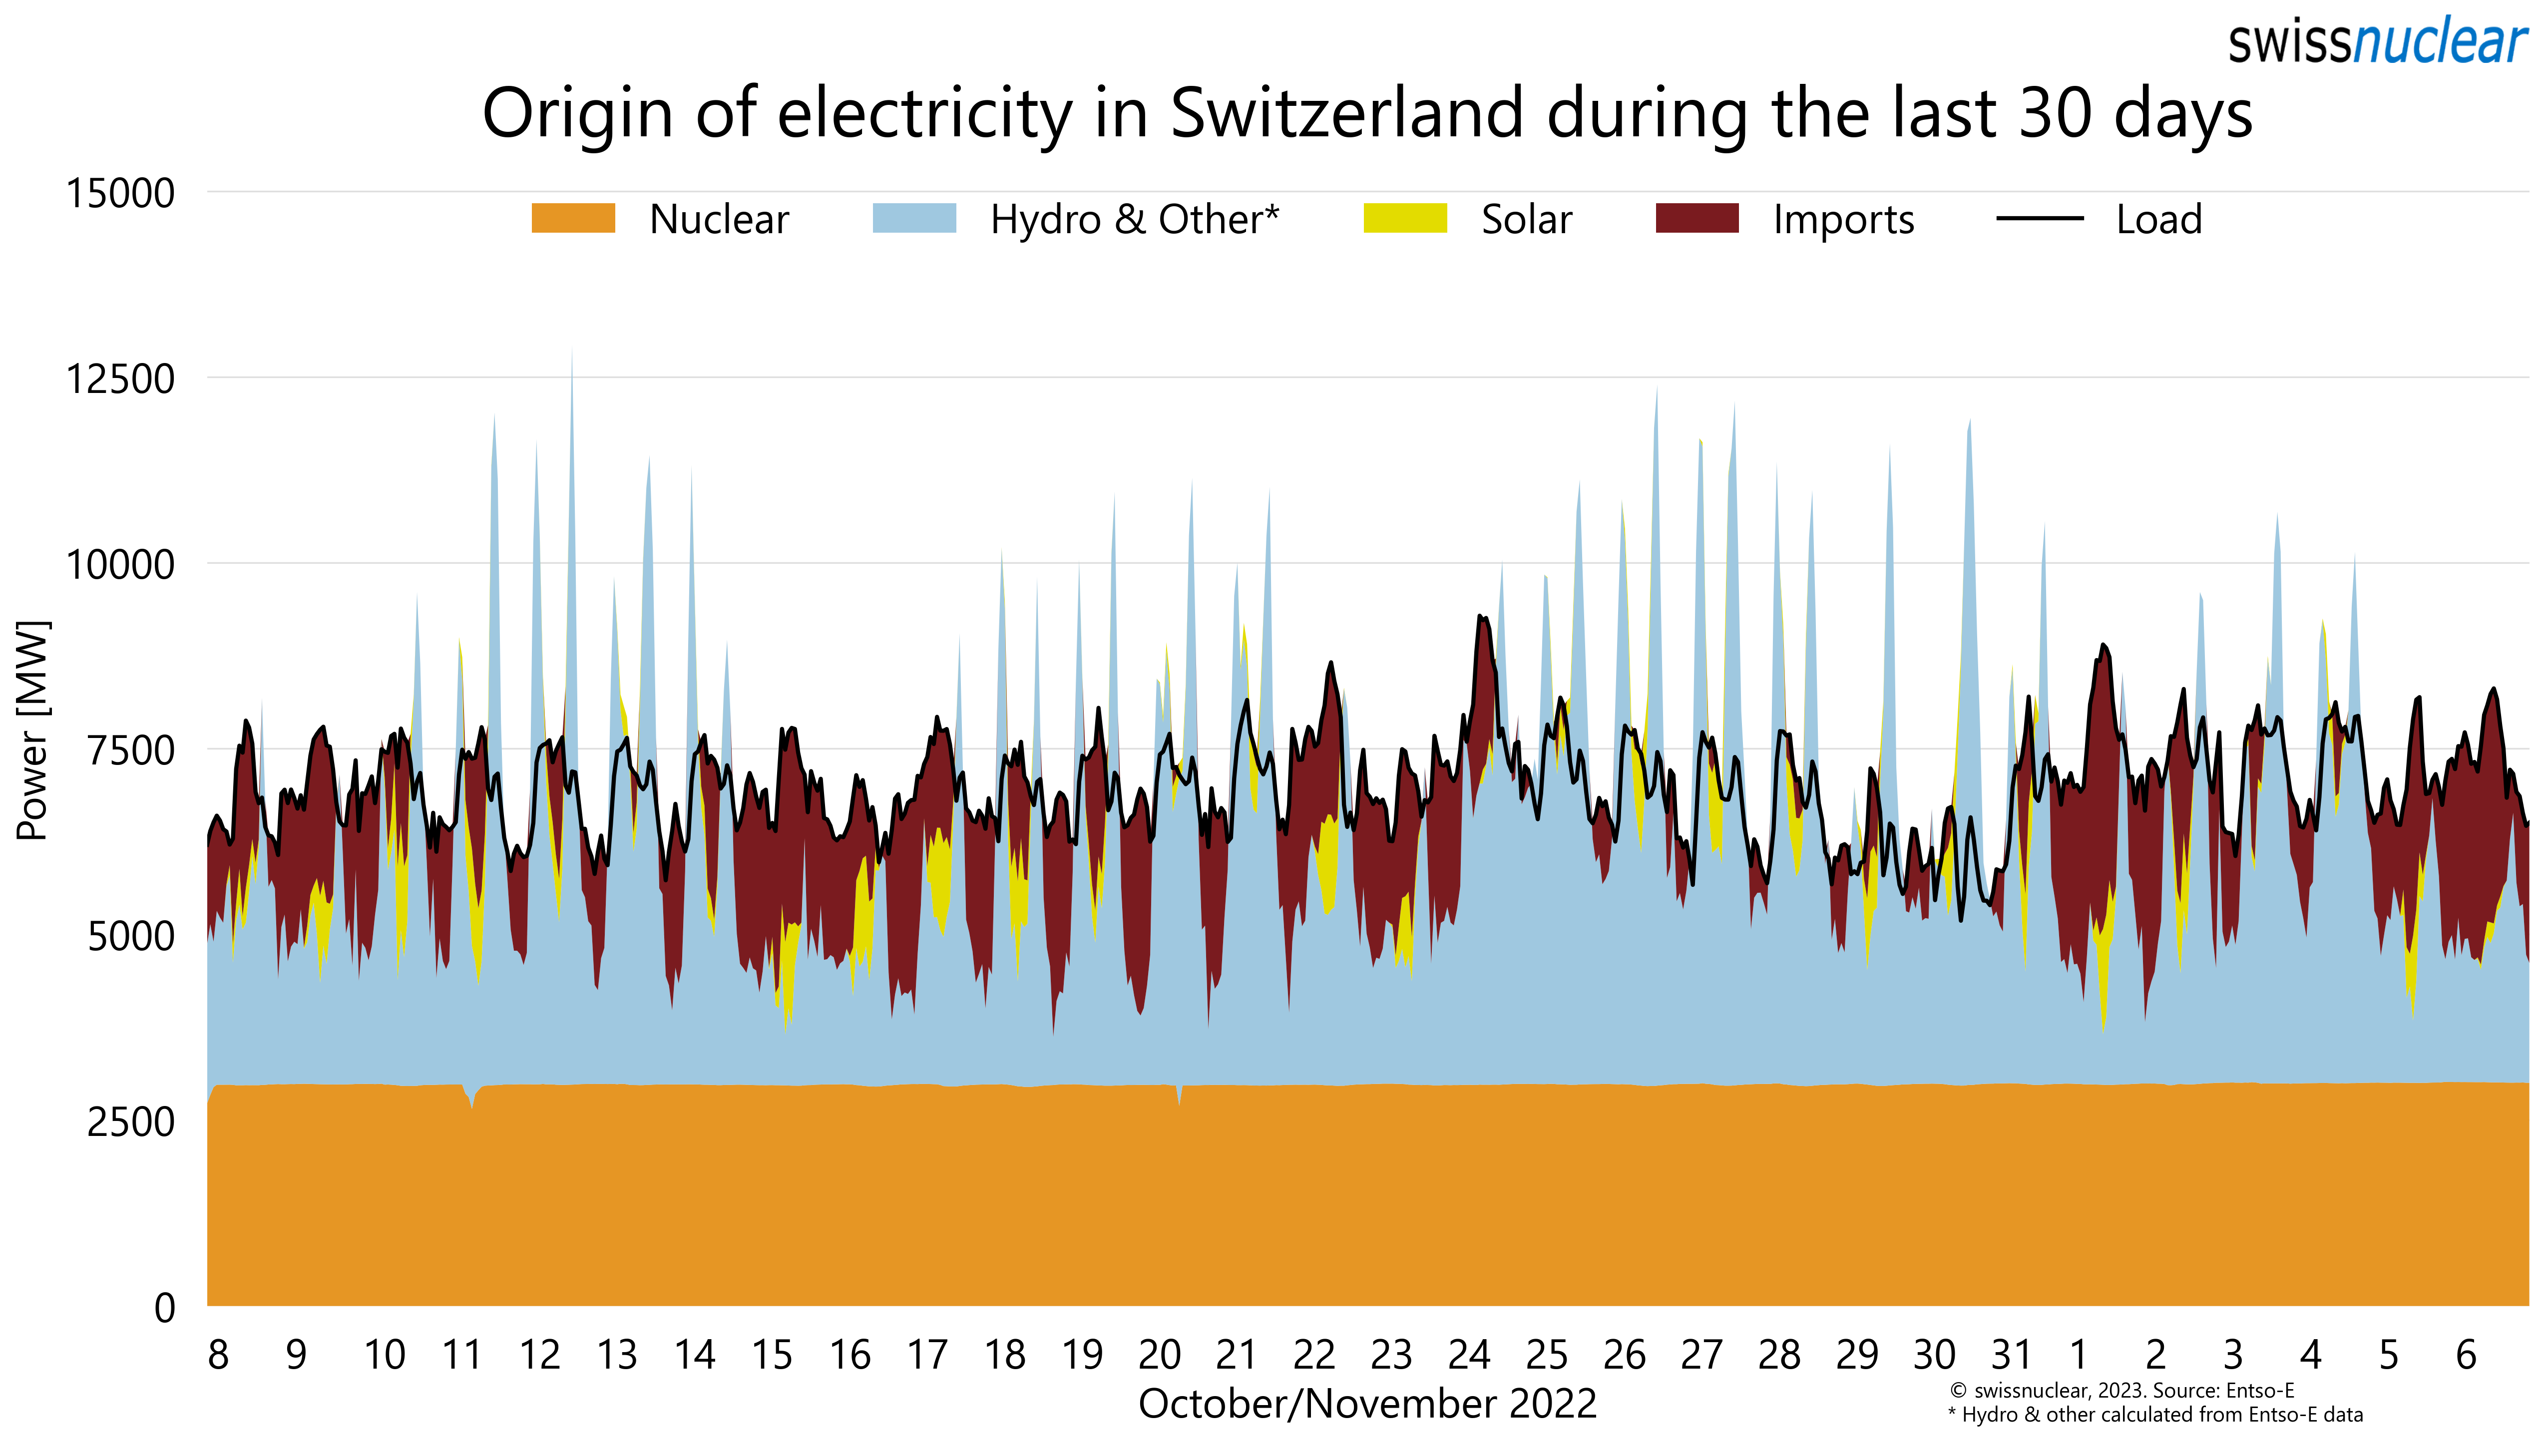 swissnuclear
Origin of electricity in Switzerland during the last 30 days
15000
Nuclear Hydro & Other* Solar Imports Load
12500
10000
7500
5000
2500
0
Power [MW]
8 9 10 11 12 13 14 15 16 17 18 19 20 21 22 23 24 25 26 27 28 29 30 31 1 2 3 4 5 6
October/November 2022
© swissnuclear, 2023. Source: Entso-E
* Hydro & other calculated from Entso-E data